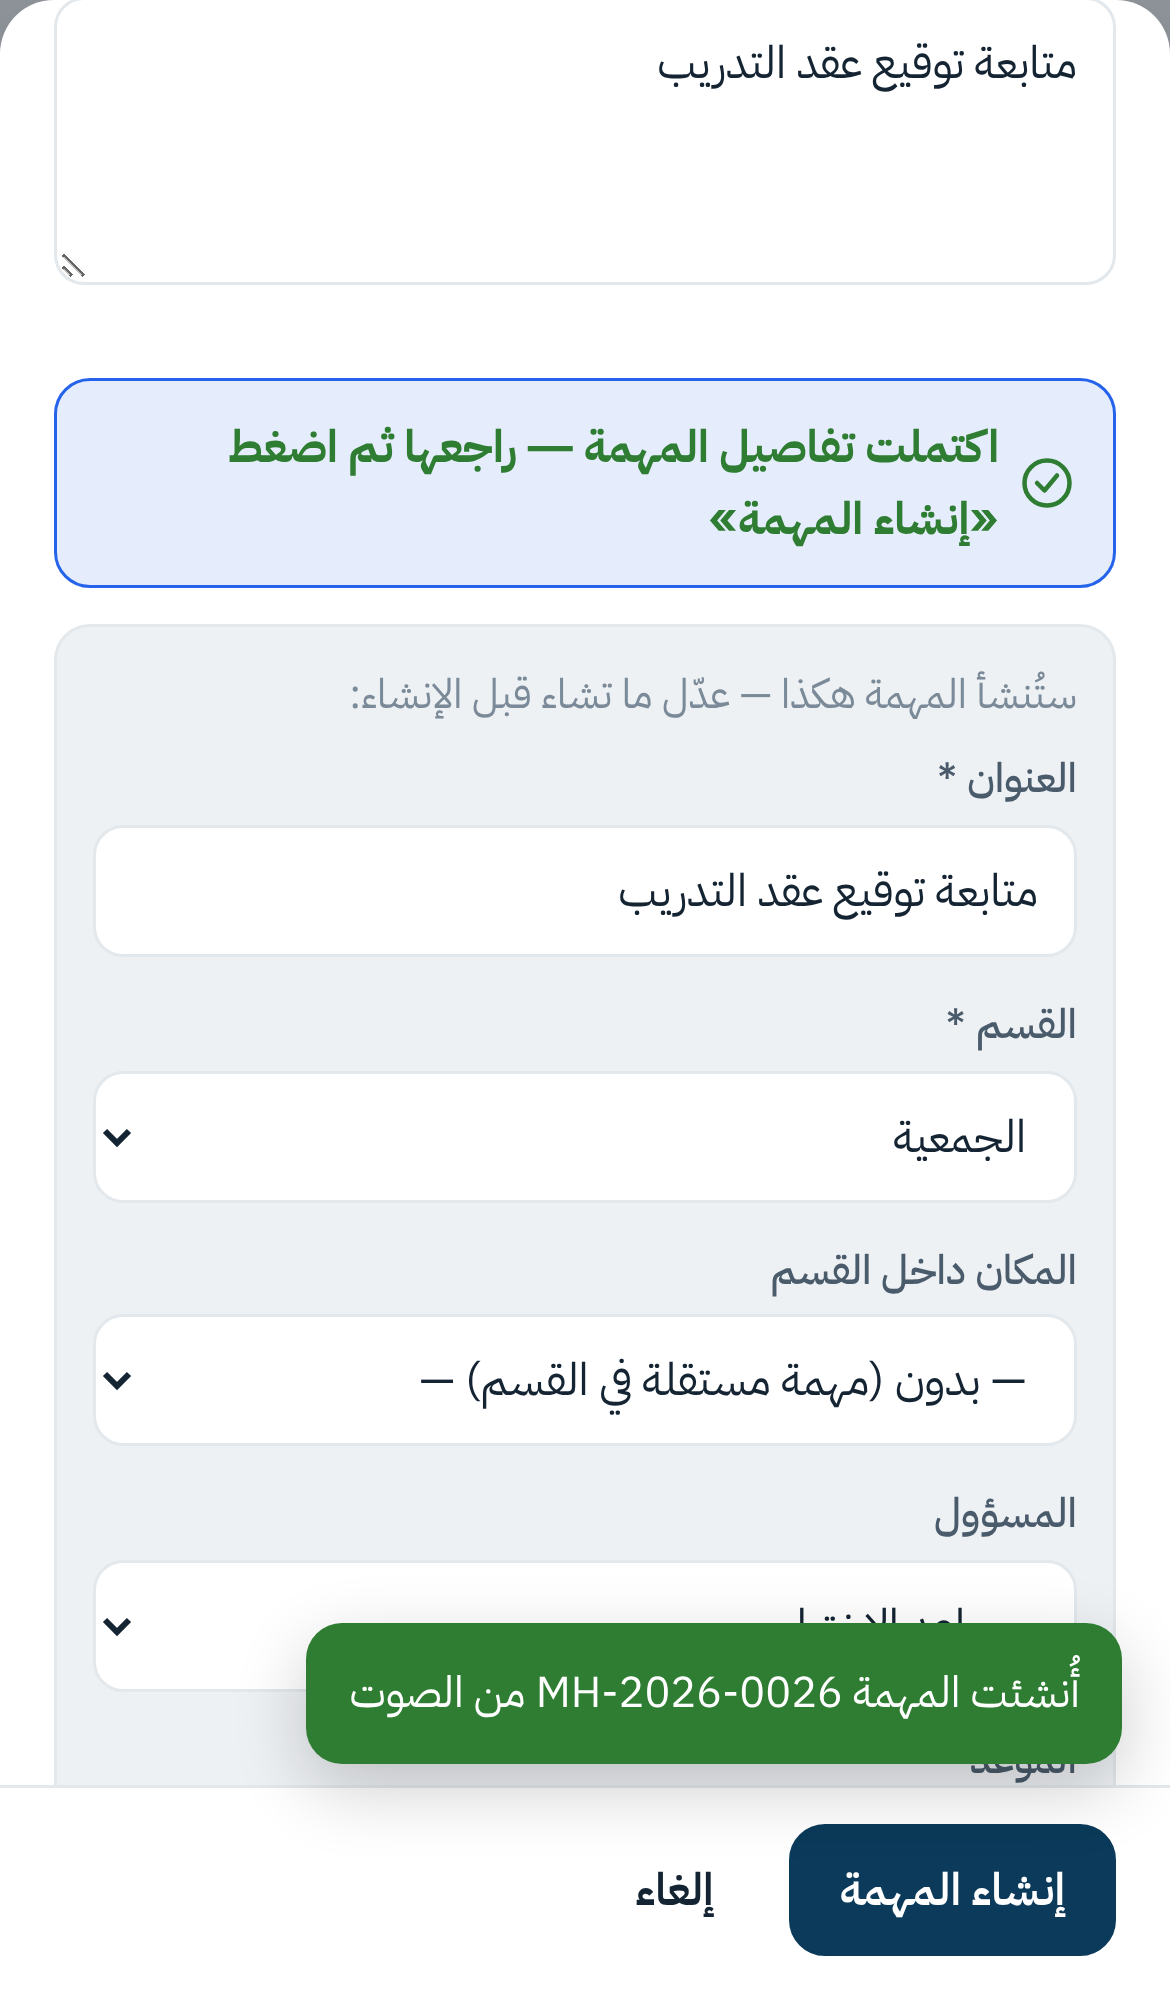 متابعة توقيع عقد التدريب
اكتملت تفاصيل المهمة — راجعها ثم اضغط
«إنشاء المهمة»
ستُنشأ المهمة هكذا — عدّل ما تشاء قبل الإنشاء:
العنوان *
متابعة توقيع عقد التدريب
القسم *
الجمعية
المكان داخل القسم
— بدون (مهمة مستقلة في القسم) —
المسؤول
أُنشئت المهمة MH-2026-0026 من الصوت
الموعد
إنشاء المهمة
إلغاء